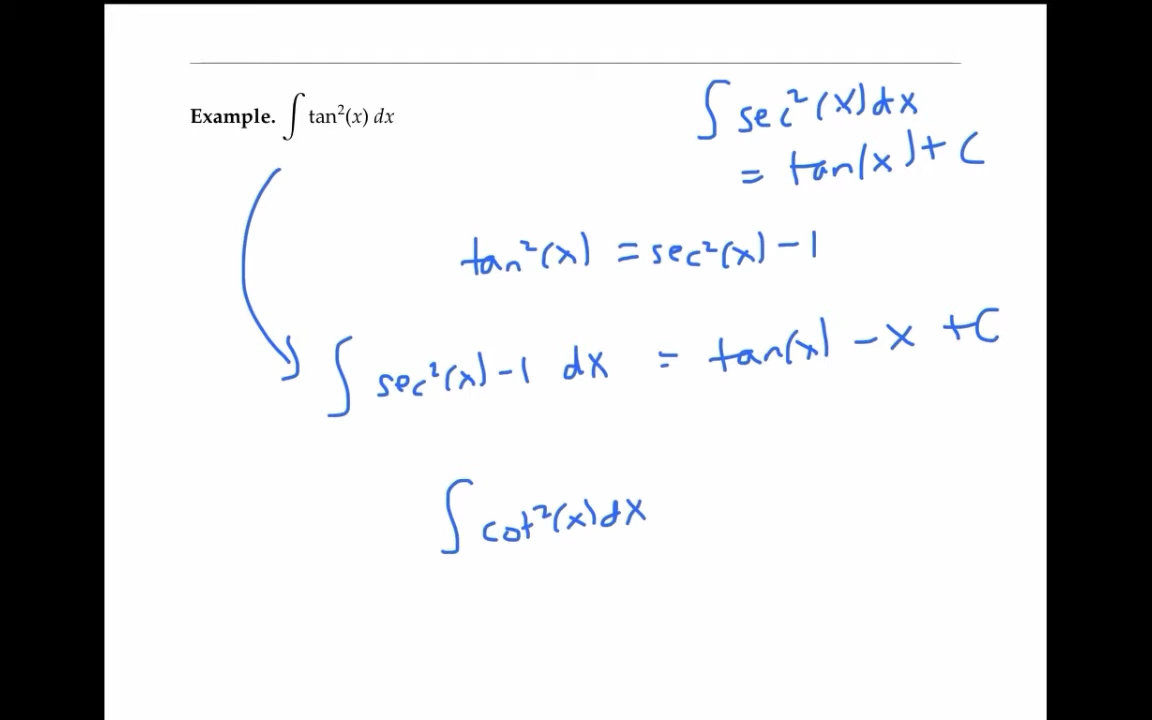 Example. ∫ tan²(x) dx
∫ sec²(x) dx
= tan(x) + C
tan²(x) = sec²(x) - 1
∫ sec²(x) - 1 dx = tan(x) - x + C
∫ cot²(x) dx